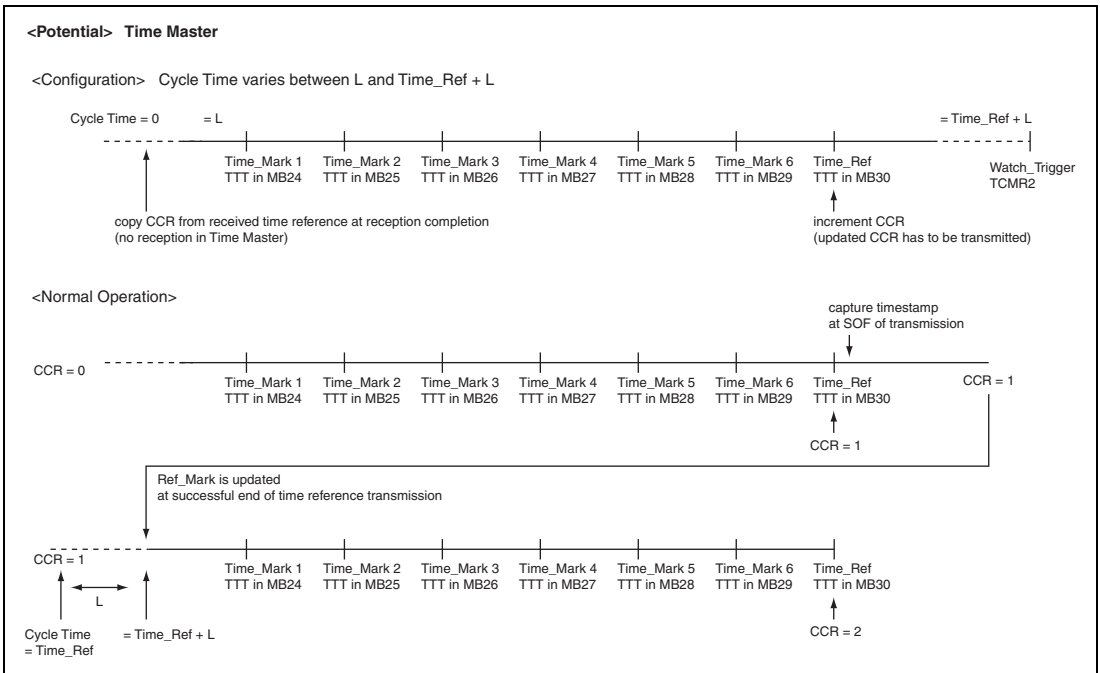 <Potential> Time Master
<Configuration> Cycle Time varies between L and Time_Ref + L
Cycle Time = 0
= L
= Time_Ref + L
Time_Mark 1
TTT in MB24
Time_Mark 2
TTT in MB25
Time_Mark 3
TTT in MB26
Time_Mark 4
TTT in MB27
Time_Mark 5
TTT in MB28
Time_Mark 6
TTT in MB29
Time_Ref
TTT in MB30
Watch_Trigger
TCMR2
copy CCR from received time reference at reception completion
(no reception in Time Master)
increment CCR
(updated CCR has to be transmitted)
<Normal Operation>
capture timestamp
at SOF of transmission
CCR = 0
Time_Mark 1
TTT in MB24
Time_Mark 2
TTT in MB25
Time_Mark 3
TTT in MB26
Time_Mark 4
TTT in MB27
Time_Mark 5
TTT in MB28
Time_Mark 6
TTT in MB29
Time_Ref
TTT in MB30
CCR = 1
CCR = 1
Ref_Mark is updated
at successful end of time reference transmission
CCR = 1
Time_Mark 1
TTT in MB24
Time_Mark 2
TTT in MB25
Time_Mark 3
TTT in MB26
Time_Mark 4
TTT in MB27
Time_Mark 5
TTT in MB28
Time_Mark 6
TTT in MB29
Time_Ref
TTT in MB30
L
Cycle Time
= Time_Ref
= Time_Ref + L
CCR = 2